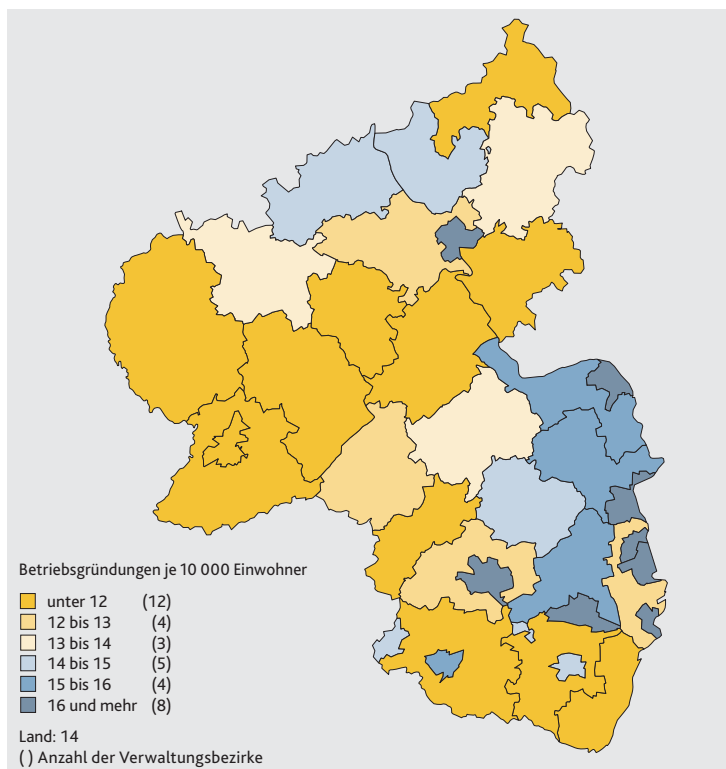 Betriebsgründungen je 10 000 Einwohner
unter 12 (12)
12 bis 13 (4)
13 bis 14 (3)
14 bis 15 (5)
15 bis 16 (4)
16 und mehr (8)
Land: 14
( ) Anzahl der Verwaltungsbezirke